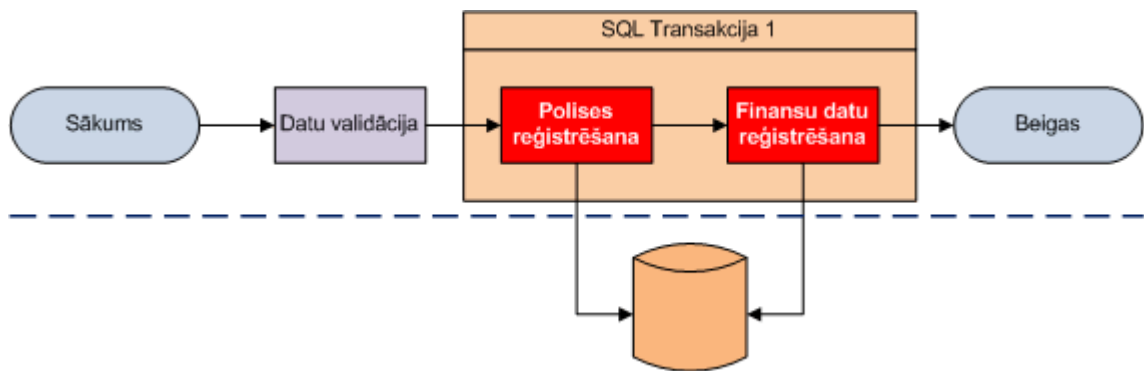 SQL Transakcija 1
Sākums
Datu validācija
Polises
reģistrēšana
Finansu datu
reģistrēšana
Beigas